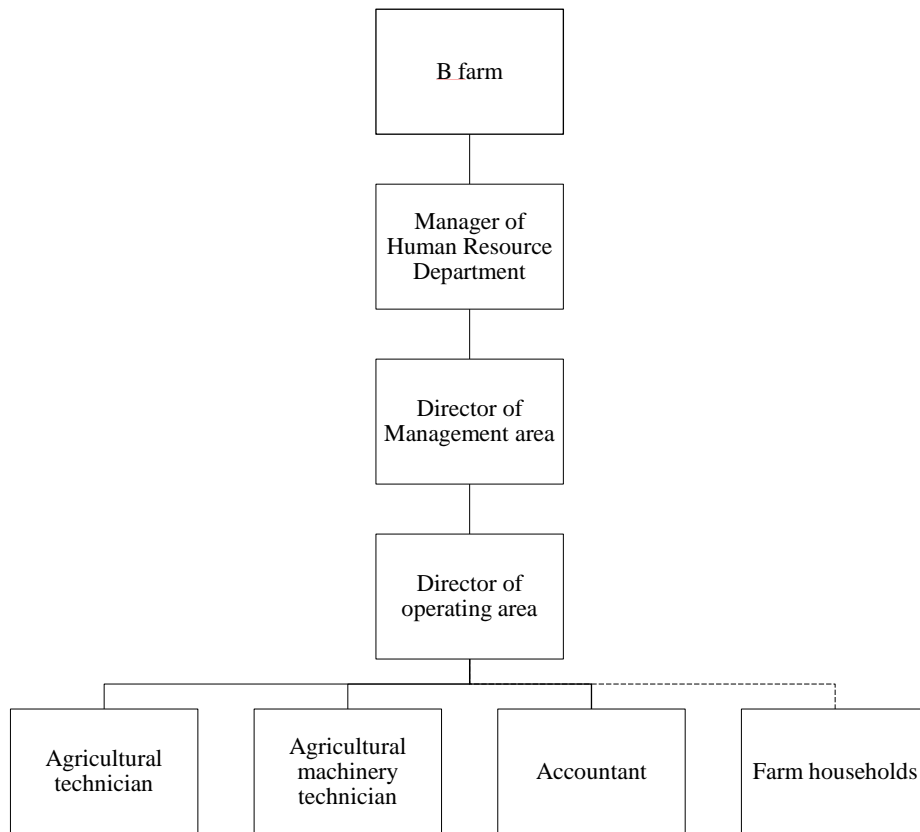 B farm
Manager of
Human Resource
Department
Director of
Management area
Director of
operating area
Agricultural
technician
Agricultural
machinery
technician
Accountant
Farm households